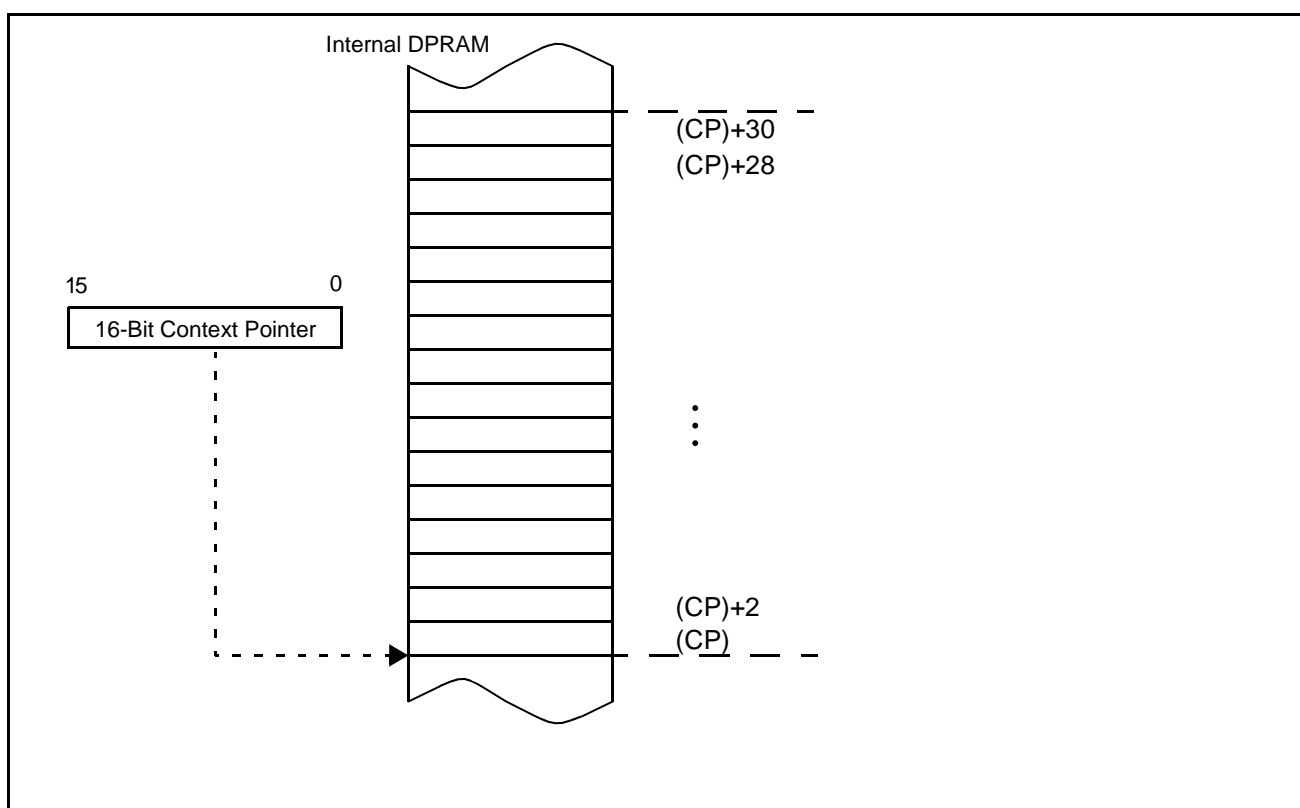 Internal DPRAM
(CP)+30
(CP)+28
15 0
16-Bit Context Pointer
(CP)+2
(CP)